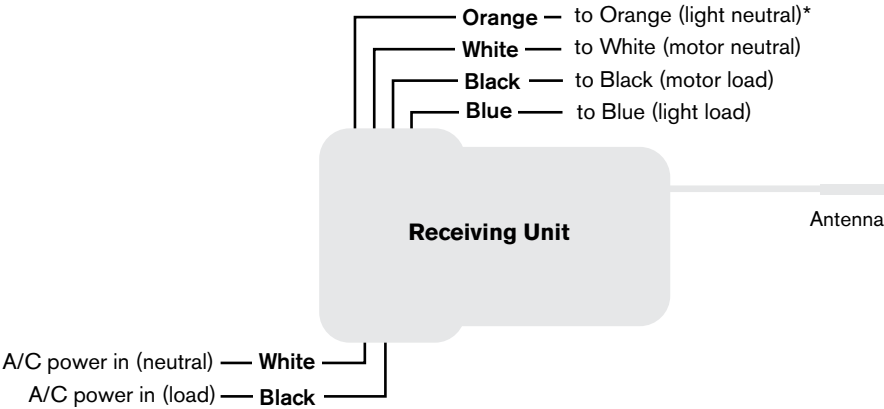 Orange to Orange (light neutral)*
White to White (motor neutral)
Black to Black (motor load)
Blue to Blue (light load)
Receiving Unit
Antenna
A/C power in (neutral) White
A/C power in (load) Black